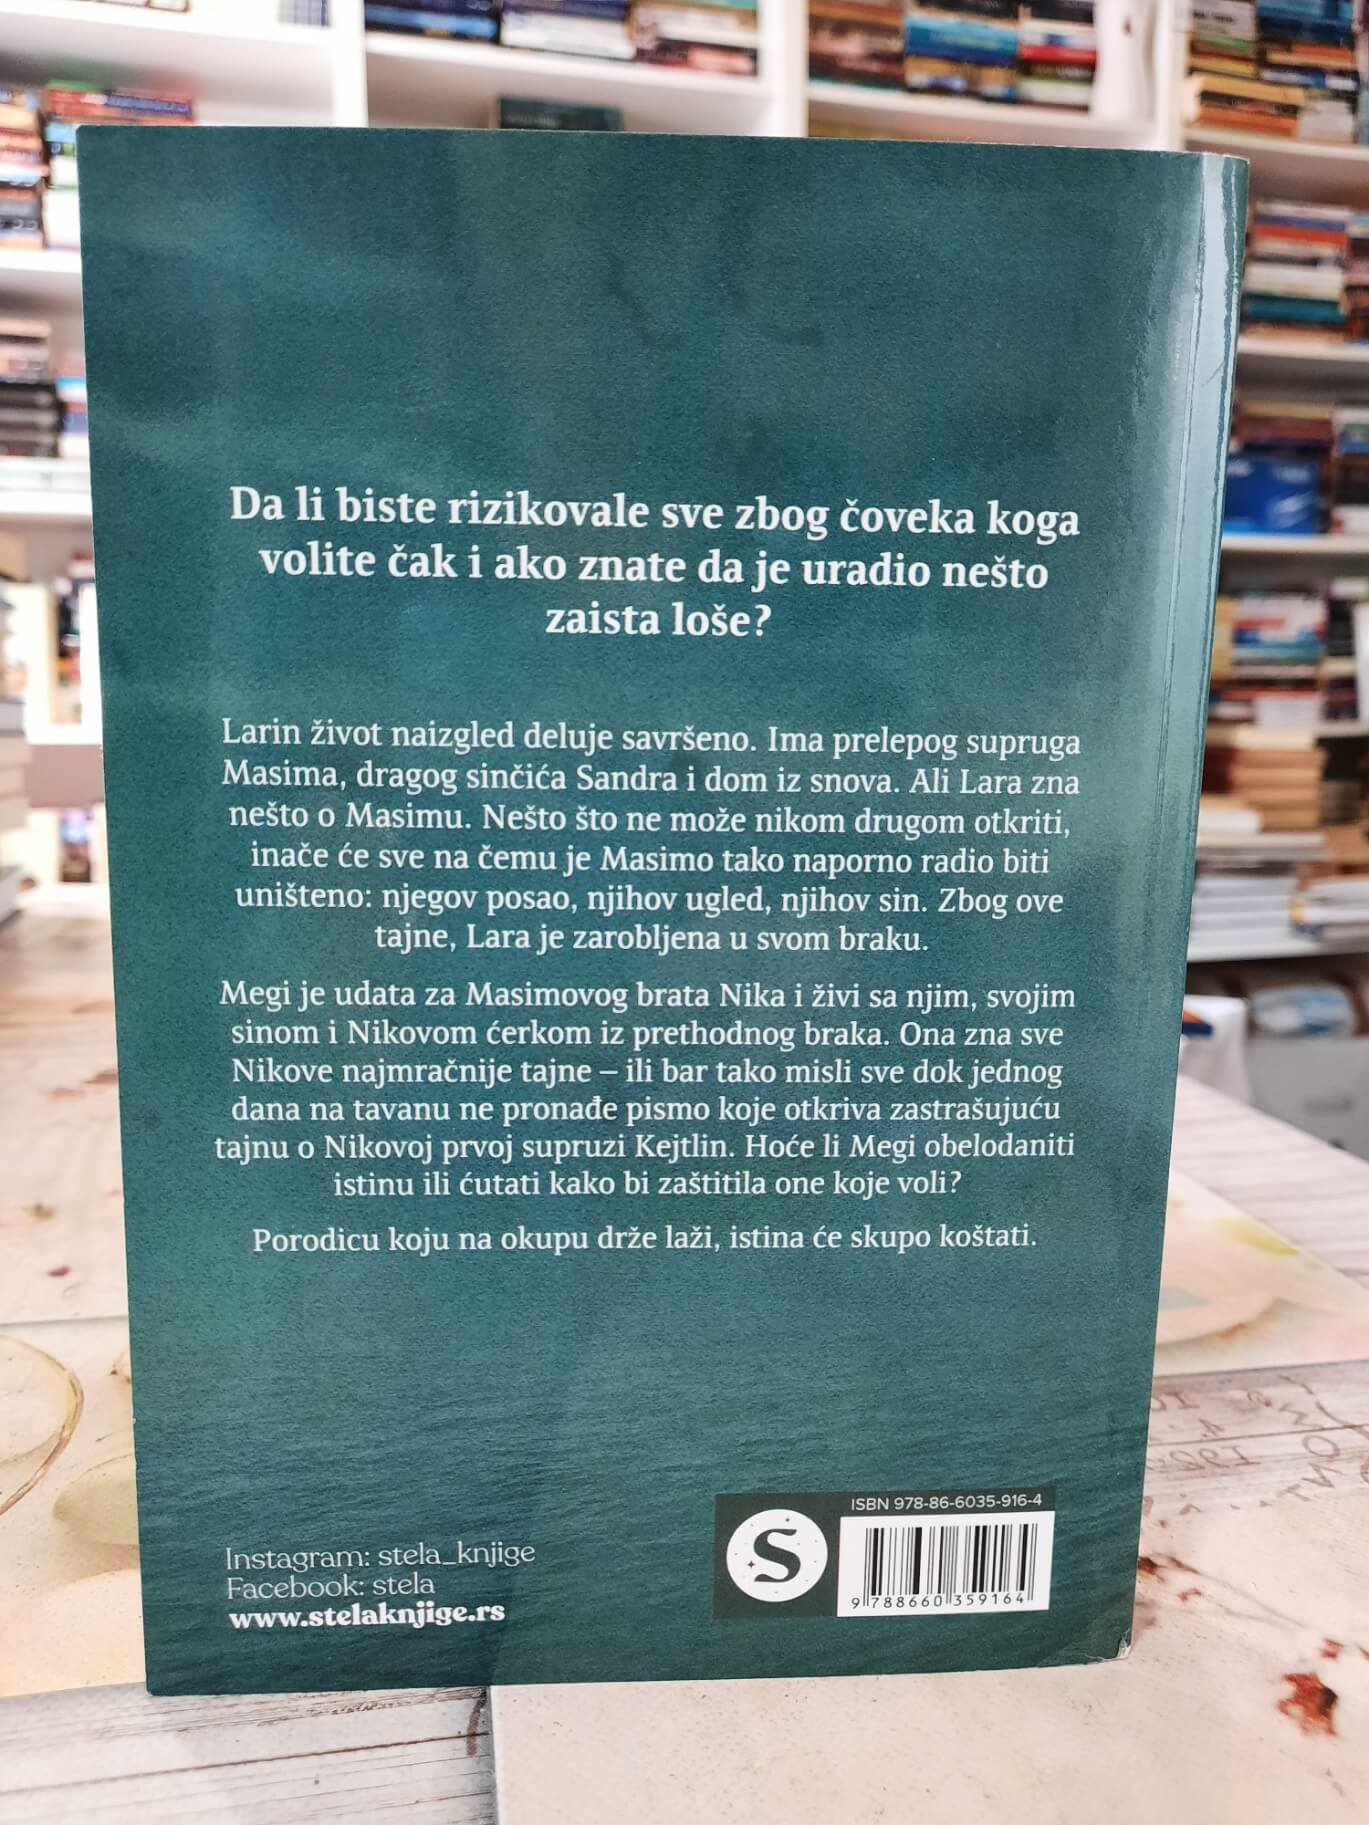 Da li biste rizikovale sve zbog čoveka koga
volite čak i ako znate da je uradio nešto
zaista loše?
Larin život naizgled deluje savršeno. Ima prelepog supruga
Masima, dragog sinčića Sandra i dom iz snova. Ali Lara zna
nešto o Masimu. Nešto što ne može nikom drugom otkriti,
inače će sve na čemu je Masimo tako naporno radio biti
uništeno: njegov posao, njihov ugled, njihov sin. Zbog ove
tajne, Lara je zarobljena u svom braku.
Megi je udata za Masimovog brata Nika i živi sa njim, svojim
sinom i Nikovom ćerkom iz prethodnog braka. Ona zna sve
Nikove najmračnije tajne – ili bar tako misli sve dok jednog
dana na tavanu ne pronađe pismo koje otkriva zastrašujuću
tajnu o Nikovoj prvoj supruzi Kejtlin. Hoće li Megi obelodaniti
istinu ili ćutati kako bi zaštitila one koje voli?
Porodicu koju na okupu drže laži, istina će skupo koštati.
Instagram: stela_knjige
Facebook: stela
www.stelaknjige.rs
S
ISBN 978-86-6035-916-4
9 788660 359164